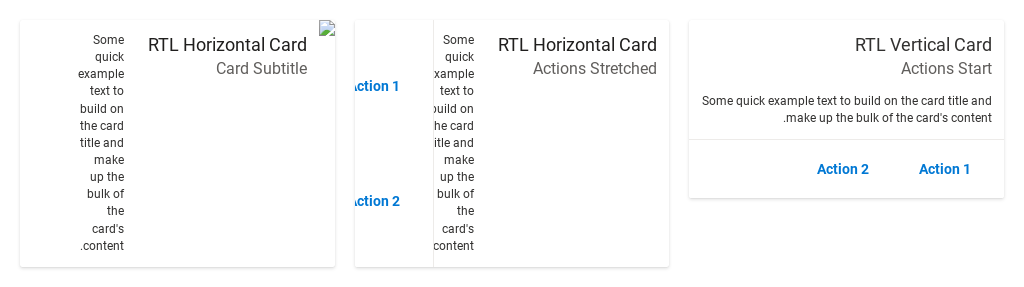 RTL Horizontal Card
Card Subtitle
Some
quick
example
text to
build on
the card
title and
make
up the
bulk of
the
card's
.content
RTL Horizontal Card
Actions Stretched
Some
quick
xample
text to
build on
he card
itle and
make
up the
bulk of
the
card's
content
Action 1
Action 2
RTL Vertical Card
Actions Start
Some quick example text to build on the card title and
.make up the bulk of the card's content
Action 2 Action 1